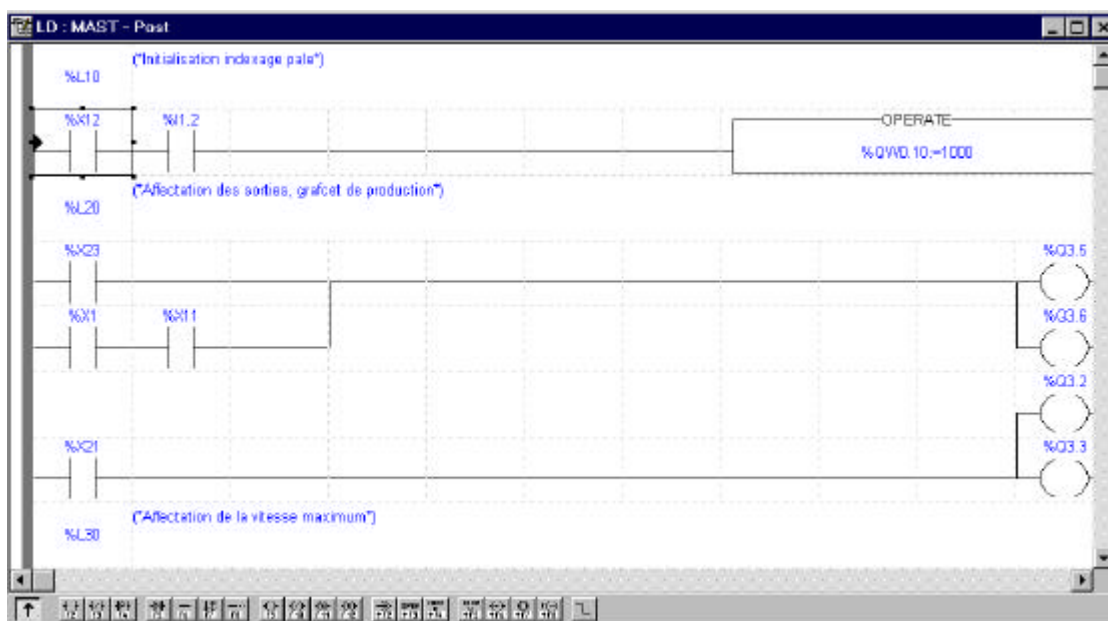 LD : MAST - Post
(*Initialisation indexage pale*)
%L10
%X12 %I1.2
OPERATE
%QW0.10:=1000
(*Affectation des sorties, grafcet de production*)
%L20
%X23 %Q3.5
%X1 %X11 %Q3.6
%Q3.2
%X21 %Q3.3
(*Affectation de la vitesse maximum*)
%L30